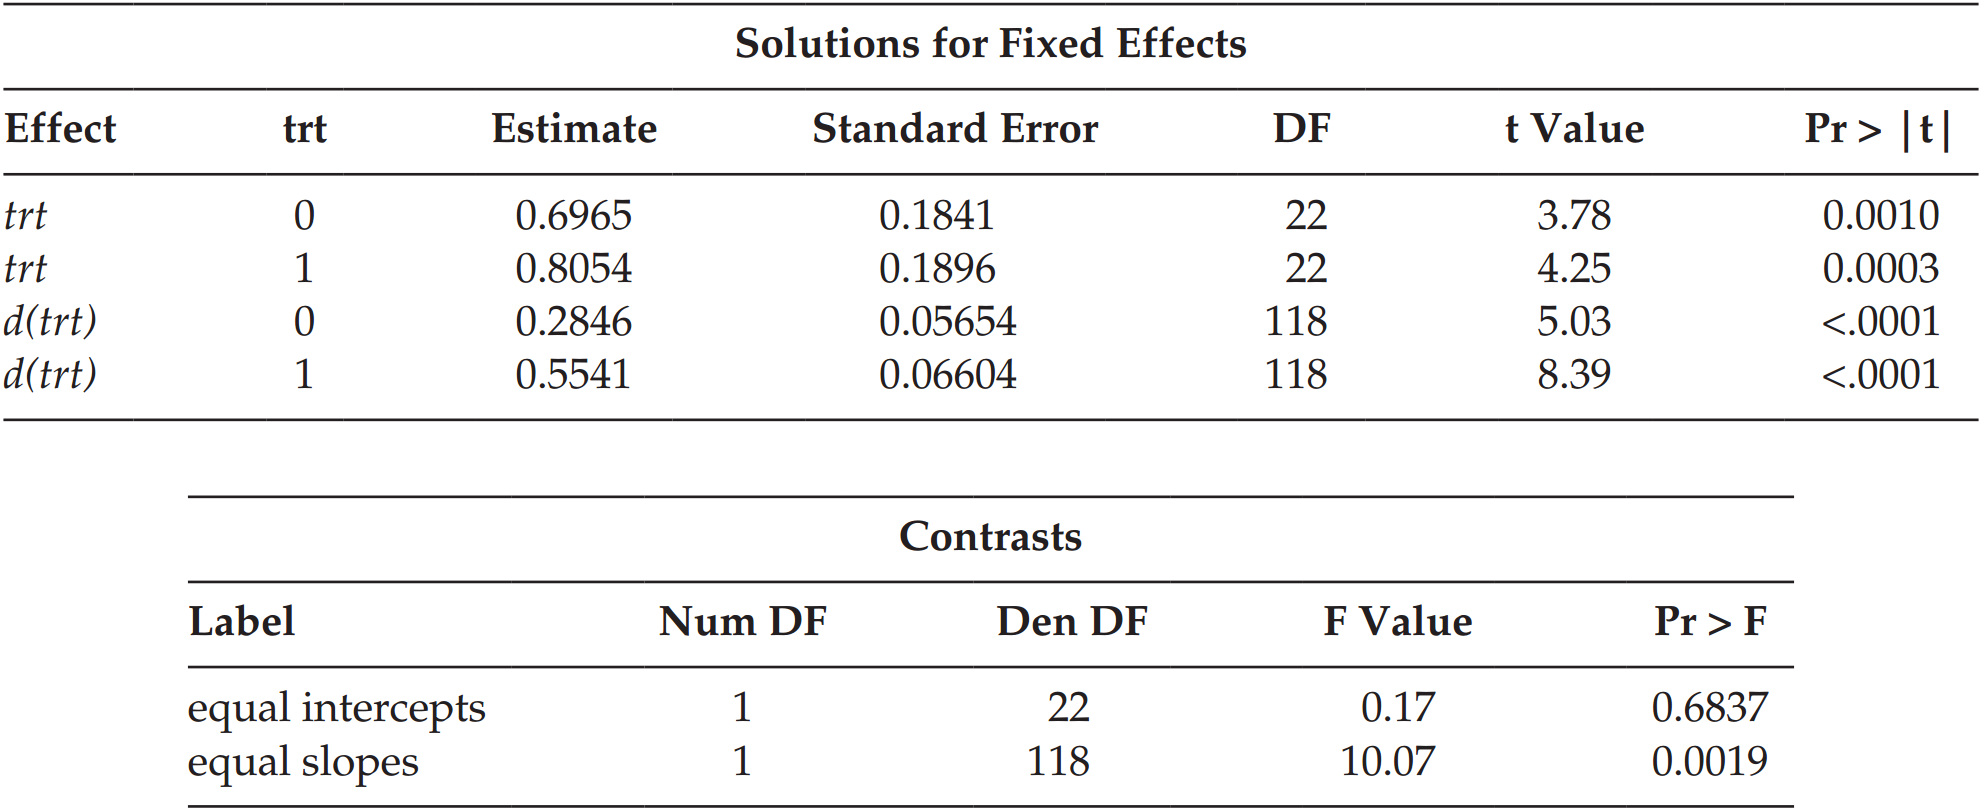 Solutions for Fixed Effects
Effect trt Estimate Standard Error DF t Value Pr > |t|
trt 0 0.6965 0.1841 22 3.78 0.0010
trt 1 0.8054 0.1896 22 4.25 0.0003
d(trt) 0 0.2846 0.05654 118 5.03 <.0001
d(trt) 1 0.5541 0.06604 118 8.39 <.0001
Contrasts
Label Num DF Den DF F Value Pr > F
equal intercepts 1 22 0.17 0.6837
equal slopes 1 118 10.07 0.0019